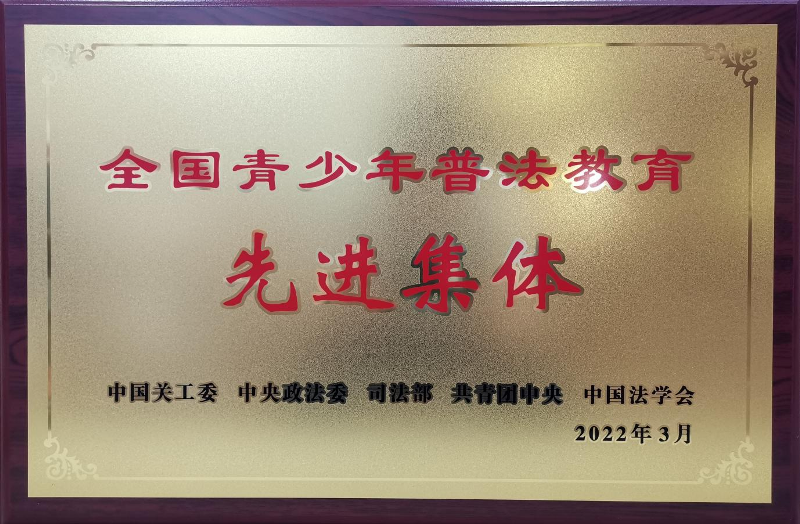 全国青少年普法教育
先进集体
中国关工委 中央政法委 司法部 共青团中央 中国法学会
2022年3月